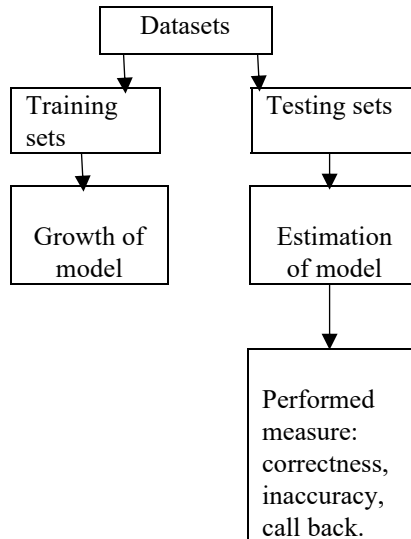 Datasets
Training
sets
Testing sets
Growth of
model
Estimation
of model
Performed
measure:
correctness,
inaccuracy,
call back.